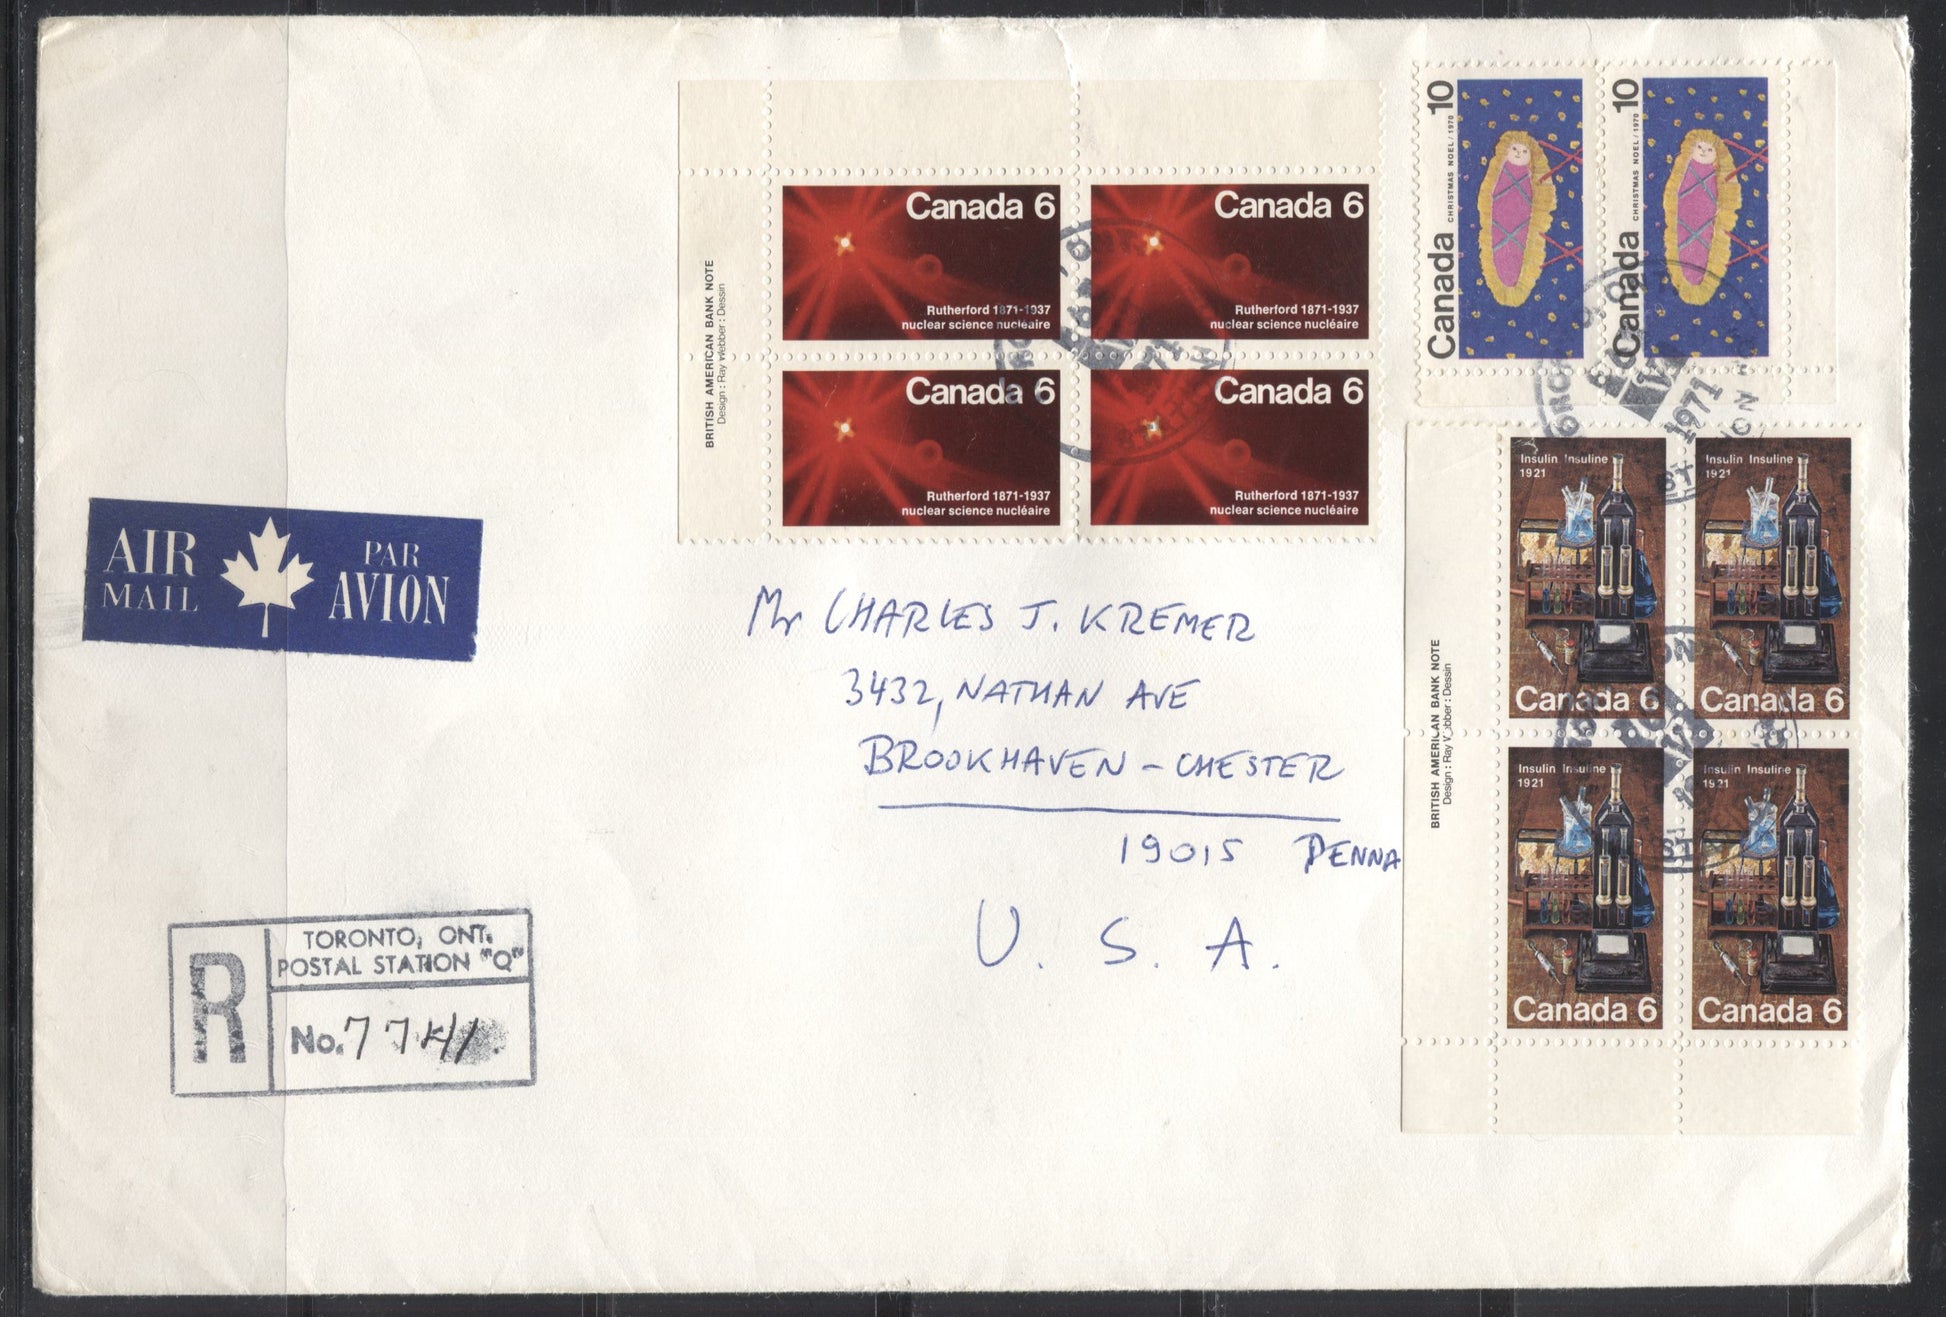 BRITISH AMERICAN BANK NOTE
Design : Ray Webber : Dessin
Canada 6
Rutherford 1871-1937
nuclear science nucléaire
Canada 6
Rutherford 1871-1937
nuclear science nucléaire
Canada 6
Rutherford 1871-1937
nuclear science nucléaire
Canada 6
Rutherford 1871-1937
nuclear science nucléaire
Canada 10
CHRISTMAS NOEL / 1970
Canada 10
CHRISTMAS NOEL / 1970
1971
BRITISH AMERICAN BANK NOTE
Design : Ray Webber : Dessin
Insulin Insuline
1921
Canada 6
Insulin Insuline
1921
Canada 6
Insulin Insuline
1921
Canada 6
Insulin Insuline
1921
Canada 6
AIR MAIL
PAR AVION
Mr CHARLES J. KREMER
3432, NATHAN AVE
BROOKHAVEN - CHESTER
19015 PENNA
U. S. A.
R
TORONTO, ONT.
POSTAL STATION "Q"
No. 7741